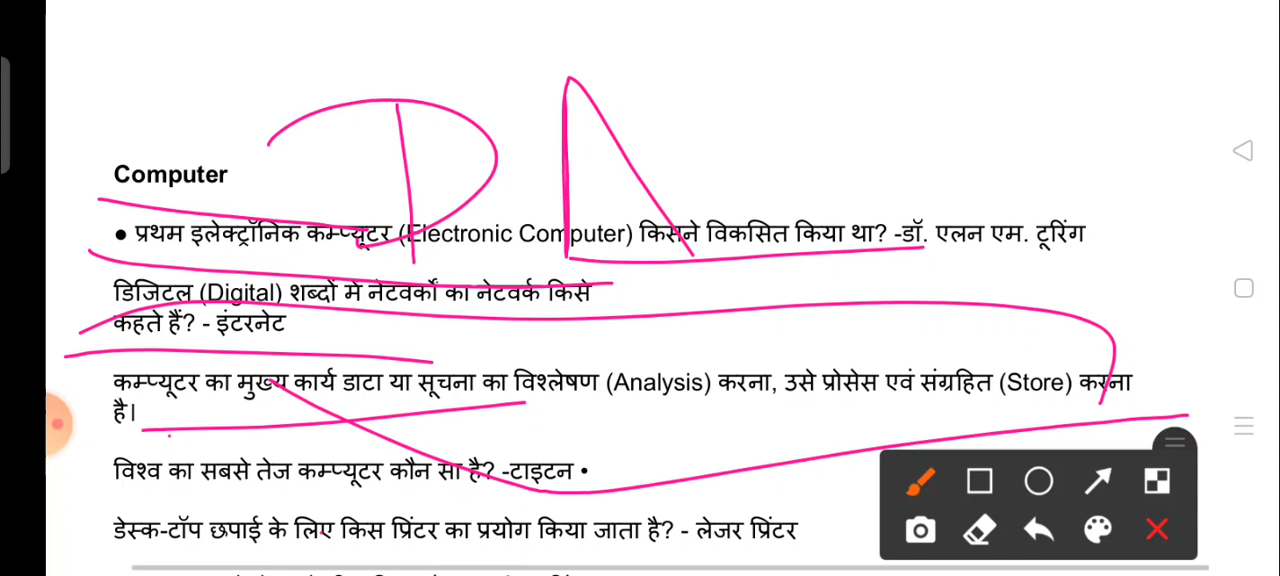 Computer
● प्रथम इलेक्ट्रॉनिक कम्प्यूटर (Electronic Computer) किसने विकसित किया था? -डॉ. एलन एम. टूरिंग
डिजिटल (Digital) शब्दों में नेटवर्कों का नेटवर्क किसे
कहते हैं? - इंटरनेट
कम्प्यूटर का मुख्य कार्य डाटा या सूचना का विश्लेषण (Analysis) करना, उसे प्रोसेस एवं संग्रहित (Store) करना
है।
विश्व का सबसे तेज कम्प्यूटर कौन सा है? -टाइटन •
डेस्क-टॉप छपाई के लिए किस प्रिंटर का प्रयोग किया जाता है? - लेजर प्रिंटर